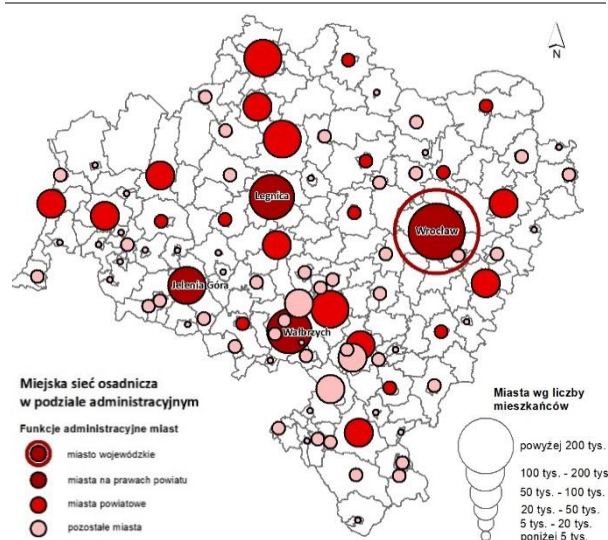 N
Legnica
Wrocław
Jelenia Góra
Wałbrzych
Miejska sieć osadnicza
w podziale administracyjnym
Funkcje administracyjne miast
miasto wojewódzkie
miasta na prawach powiatu
miasta powiatowe
pozostałe miasta
Miasta wg liczby
mieszkańców
powyżej 200 tys.
100 tys. - 200 tys.
50 tys. - 100 tys.
20 tys. - 50 tys.
5 tys. - 20 tys.
poniżej 5 tys.